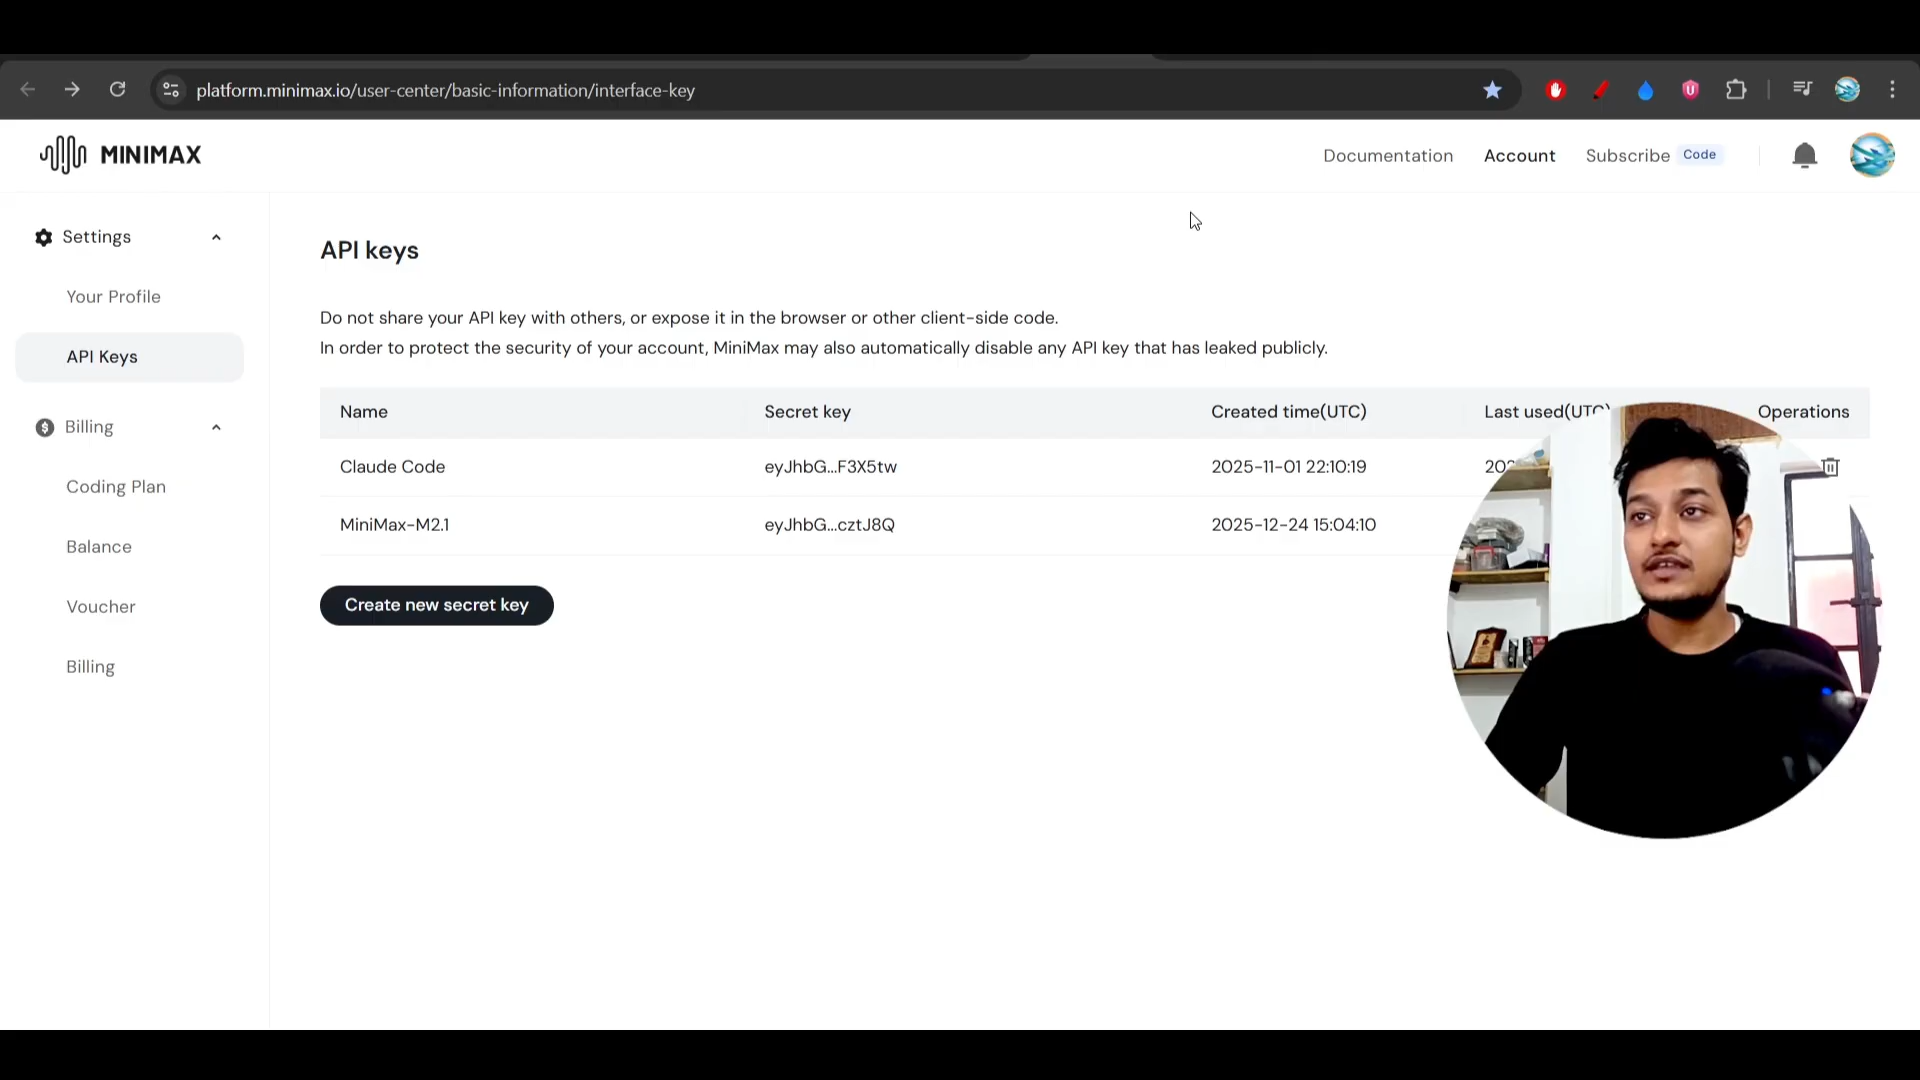 platform.minimax.io/user-center/basic-information/interface-key
MINIMAX
Documentation
Account
Subscribe
Code
Settings
Your Profile
API Keys
Billing
Coding Plan
Balance
Voucher
Billing
API keys
Do not share your API key with others, or expose it in the browser or other client-side code.
In order to protect the security of your account, MiniMax may also automatically disable any API key that has leaked publicly.
Name Secret key Created time(UTC) Last used(UTC) Operations
Claude Code eyJhbG...F3X5tw 2025-11-01 22:10:19 202
MiniMax-M2.1 eyJhbG...cztJ8Q 2025-12-24 15:04:10
Create new secret key